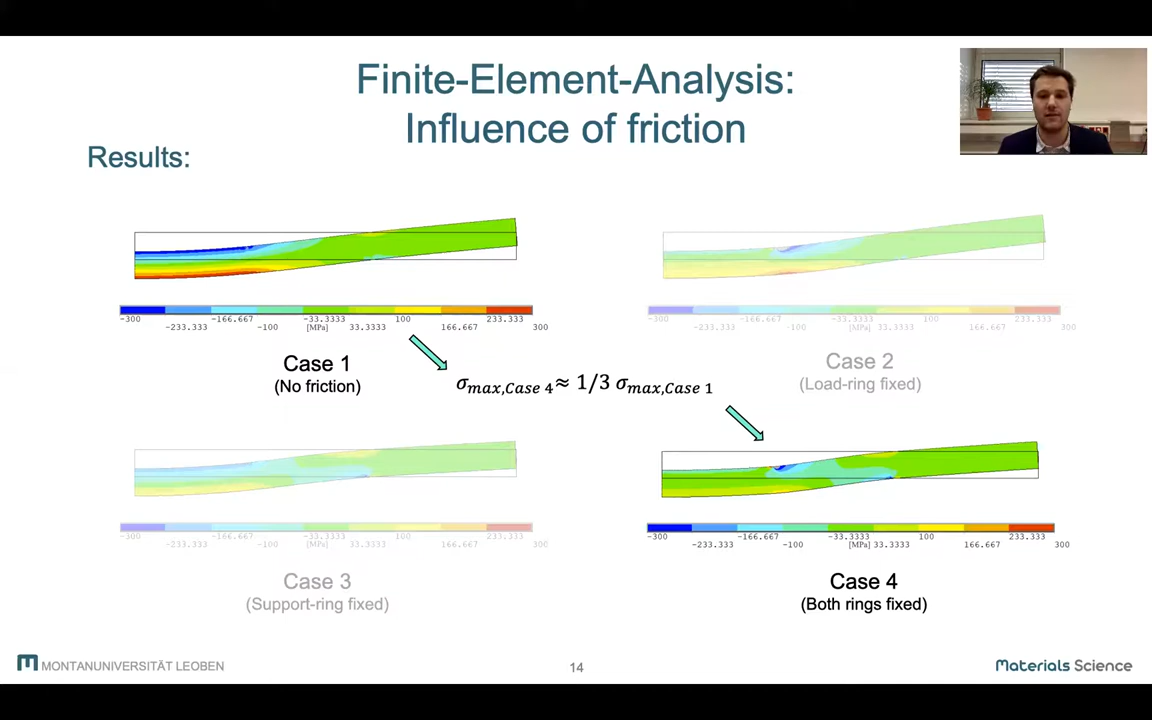 Finite-Element-Analysis:
Influence of friction
Results:
-300 -166.667 -33.3333 100 233.333
-233.333 -100 [MPa] 33.3333 166.667 300
Case 1
(No friction)
-300 -166.667 -33.3333 100 233.333
-233.333 -100 [MPa] 33.3333 166.667 300
Case 2
(Load-ring fixed)
σmax,Case 4≈ 1/3 σmax,Case 1
-300 -166.667 -33.3333 100 233.333
-233.333 -100 [MPa] 33.3333 166.667 300
Case 3
(Support-ring fixed)
-300 -166.667 -33.3333 100 233.333
-233.333 -100 [MPa] 33.3333 166.667 300
Case 4
(Both rings fixed)
MONTANUNIVERSITÄT LEOBEN
14
Materials Science